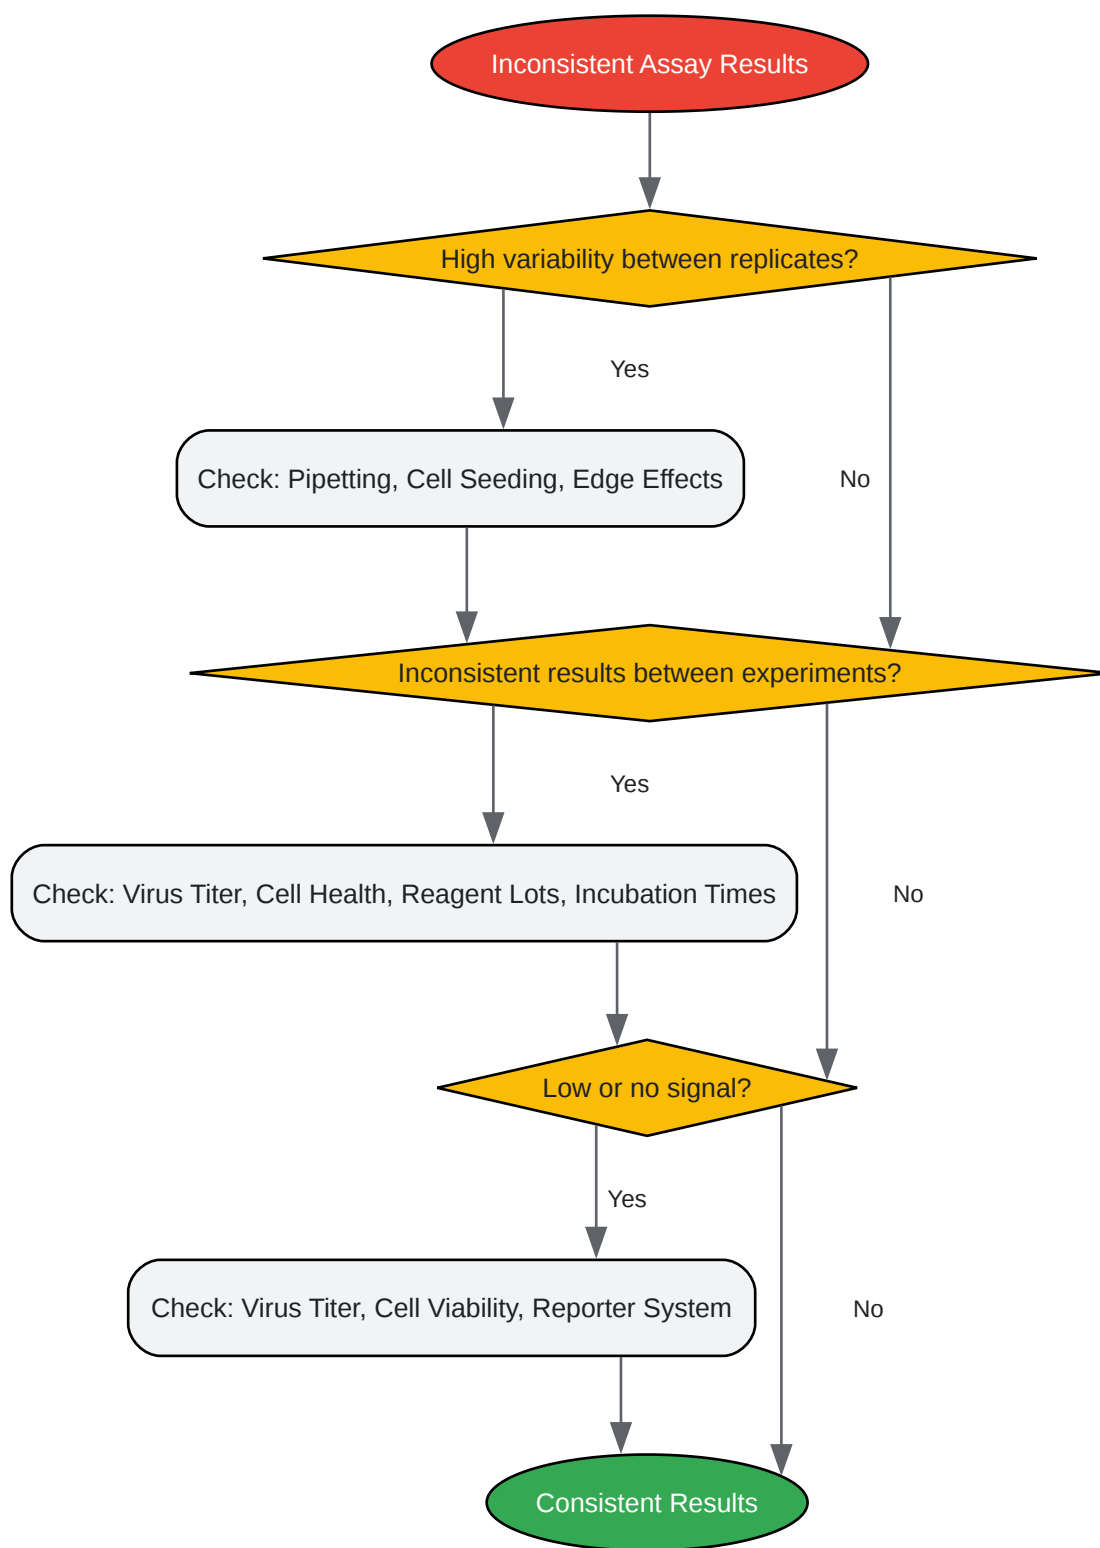 Inconsistent Assay Results
High variability between replicates?
Yes
Check: Pipetting, Cell Seeding, Edge Effects
No
Inconsistent results between experiments?
Yes
Check: Virus Titer, Cell Health, Reagent Lots, Incubation Times
No
Low or no signal?
Yes
Check: Virus Titer, Cell Viability, Reporter System
No
Consistent Results